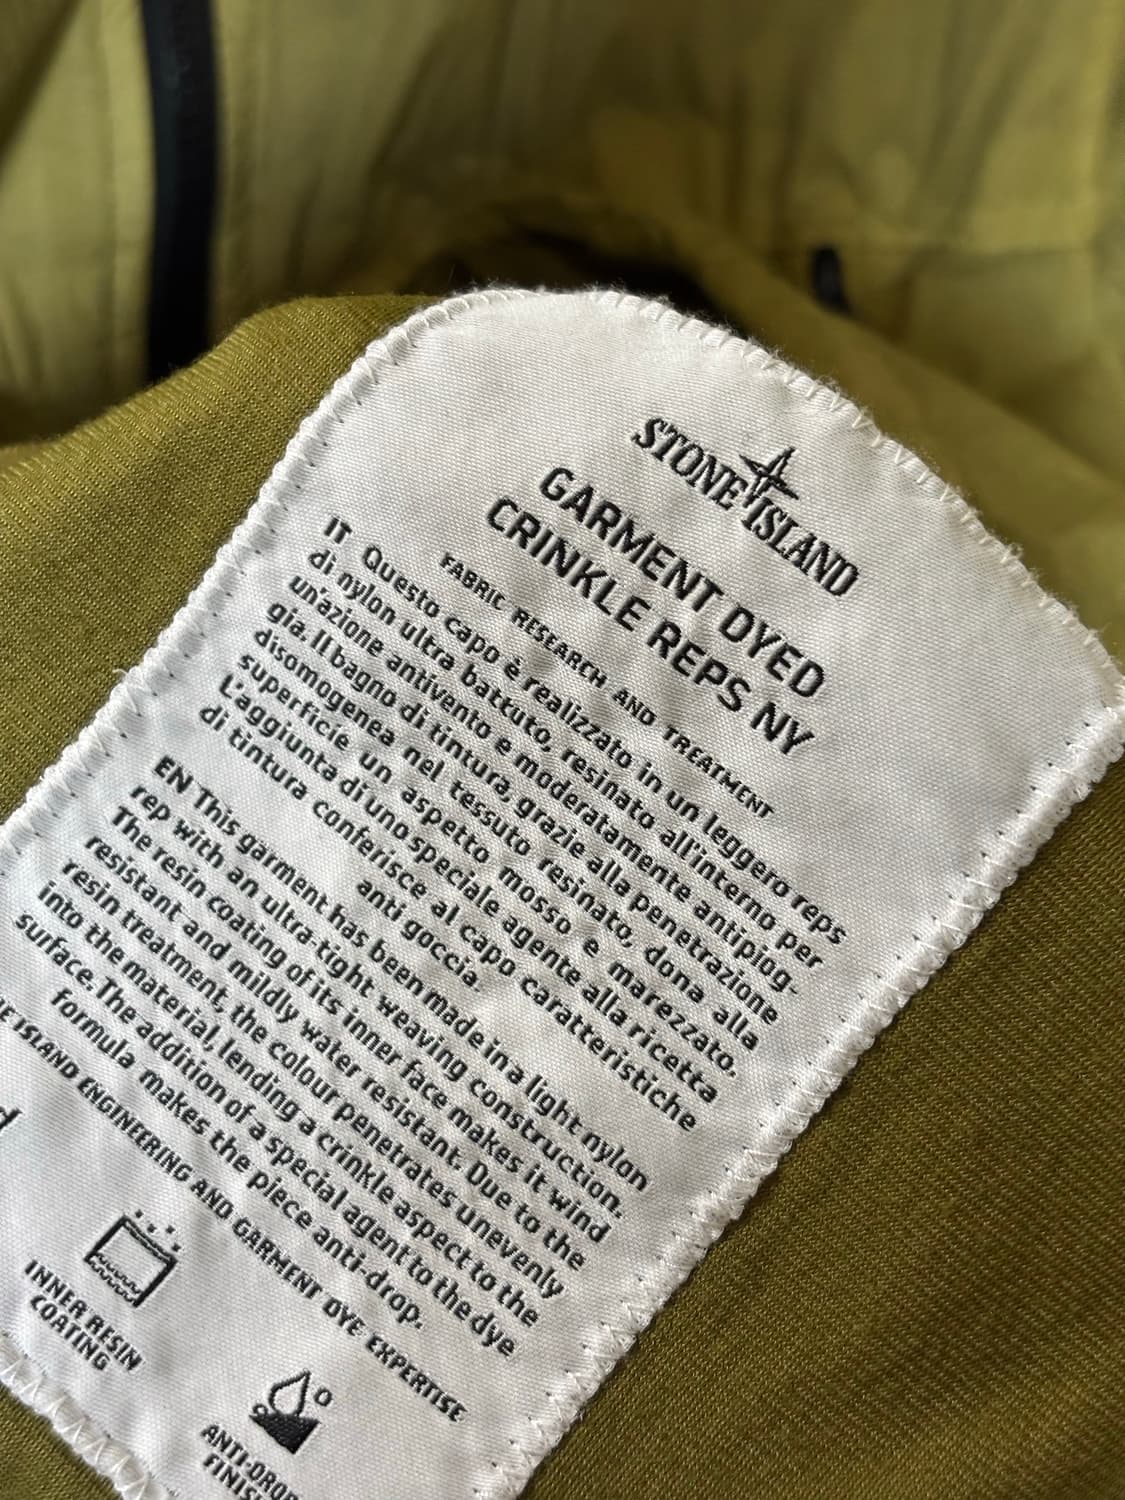 STONE ISLAND
GARMENT DYED
CRINKLE REPS NY
FABRIC RESEARCH AND TREATMENT
IT Questo capo è realizzato in un leggero reps
di nylon ultra battuto, resinato all'interno per
un'azione antivento e moderatamente antipiog-
gia. Il bagno di tintura, grazie alla penetrazione
disomogenea nel tessuto resinato, dona alla
superficie un aspetto mosso e marezzato.
L'aggiunta di uno speciale agente alla ricetta
di tintura conferisce al capo caratteristiche
anti goccia.
EN This garment has been made in a light nylon
rep with an ultra-tight weaving construction.
The resin coating of its inner face makes it wind
resistant and mildly water resistant. Due to the
resin treatment, the colour penetrates unevenly
into the material, lending a crinkle aspect to the
surface. The addition of a special agent to the dye
formula makes the piece anti-drop.
ISLAND ENGINEERING AND GARMENT DYE EXPERTISE
INNER RESIN
COATING
ANTI-DROP